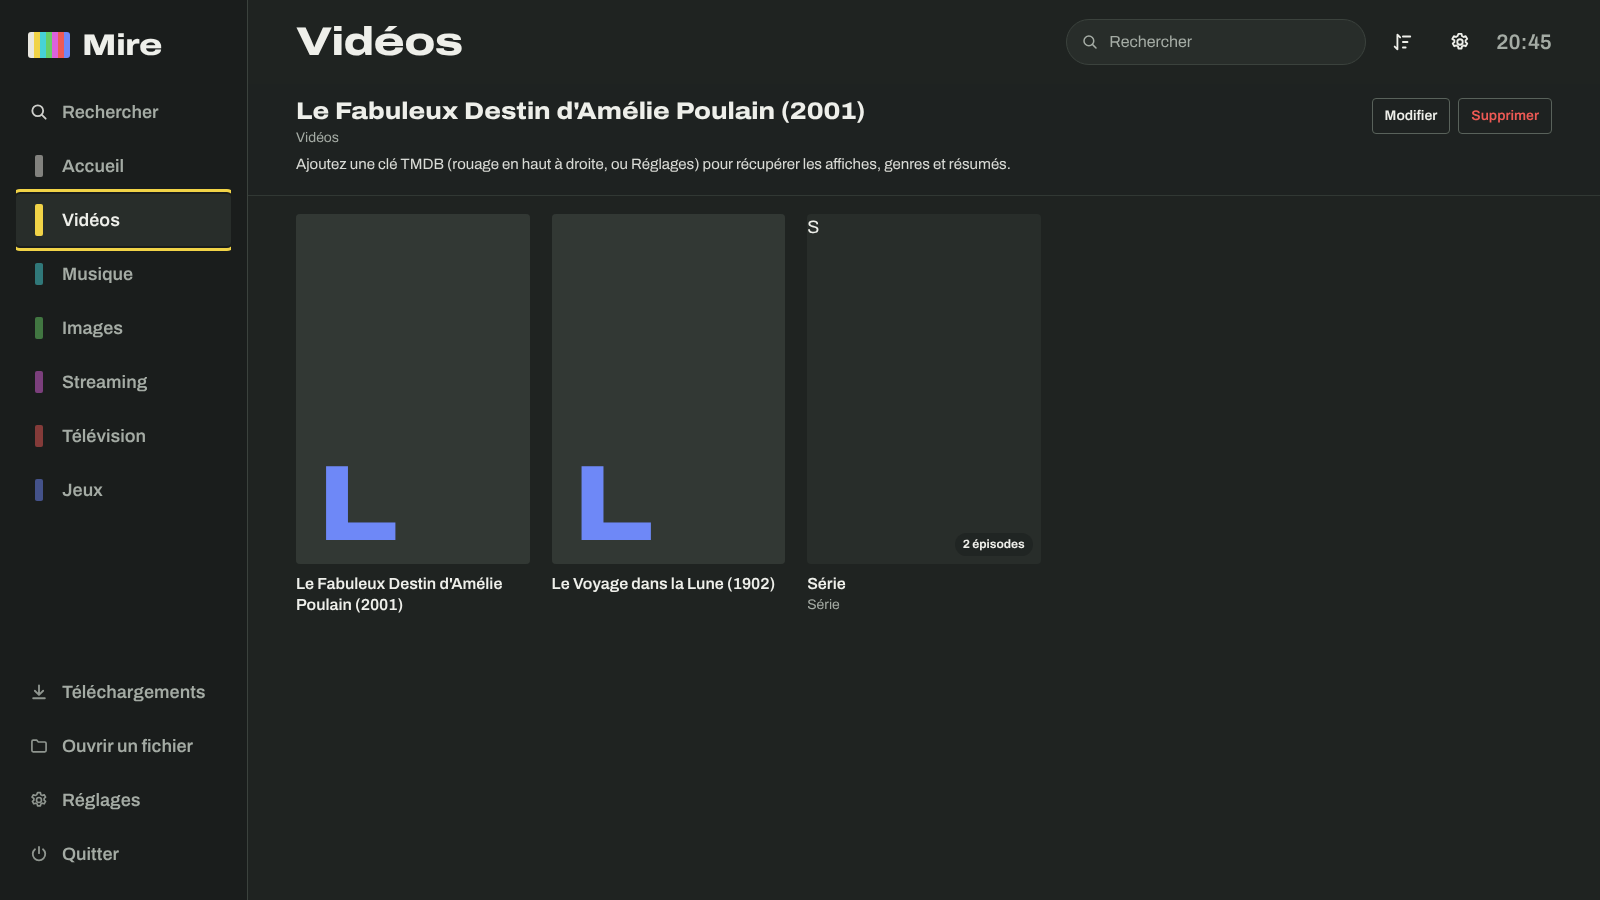 Mire
Rechercher
Accueil
Vidéos
Musique
Images
Streaming
Télévision
Jeux
Téléchargements
Ouvrir un fichier
Réglages
Quitter
Vidéos
Rechercher
20:45
Le Fabuleux Destin d'Amélie Poulain (2001)
Vidéos
Ajoutez une clé TMDB (rouage en haut à droite, ou Réglages) pour récupérer les affiches, genres et résumés.
Modifier
Supprimer
L
Le Fabuleux Destin d'Amélie
Poulain (2001)
L
Le Voyage dans la Lune (1902)
S
2 épisodes
Série
Série